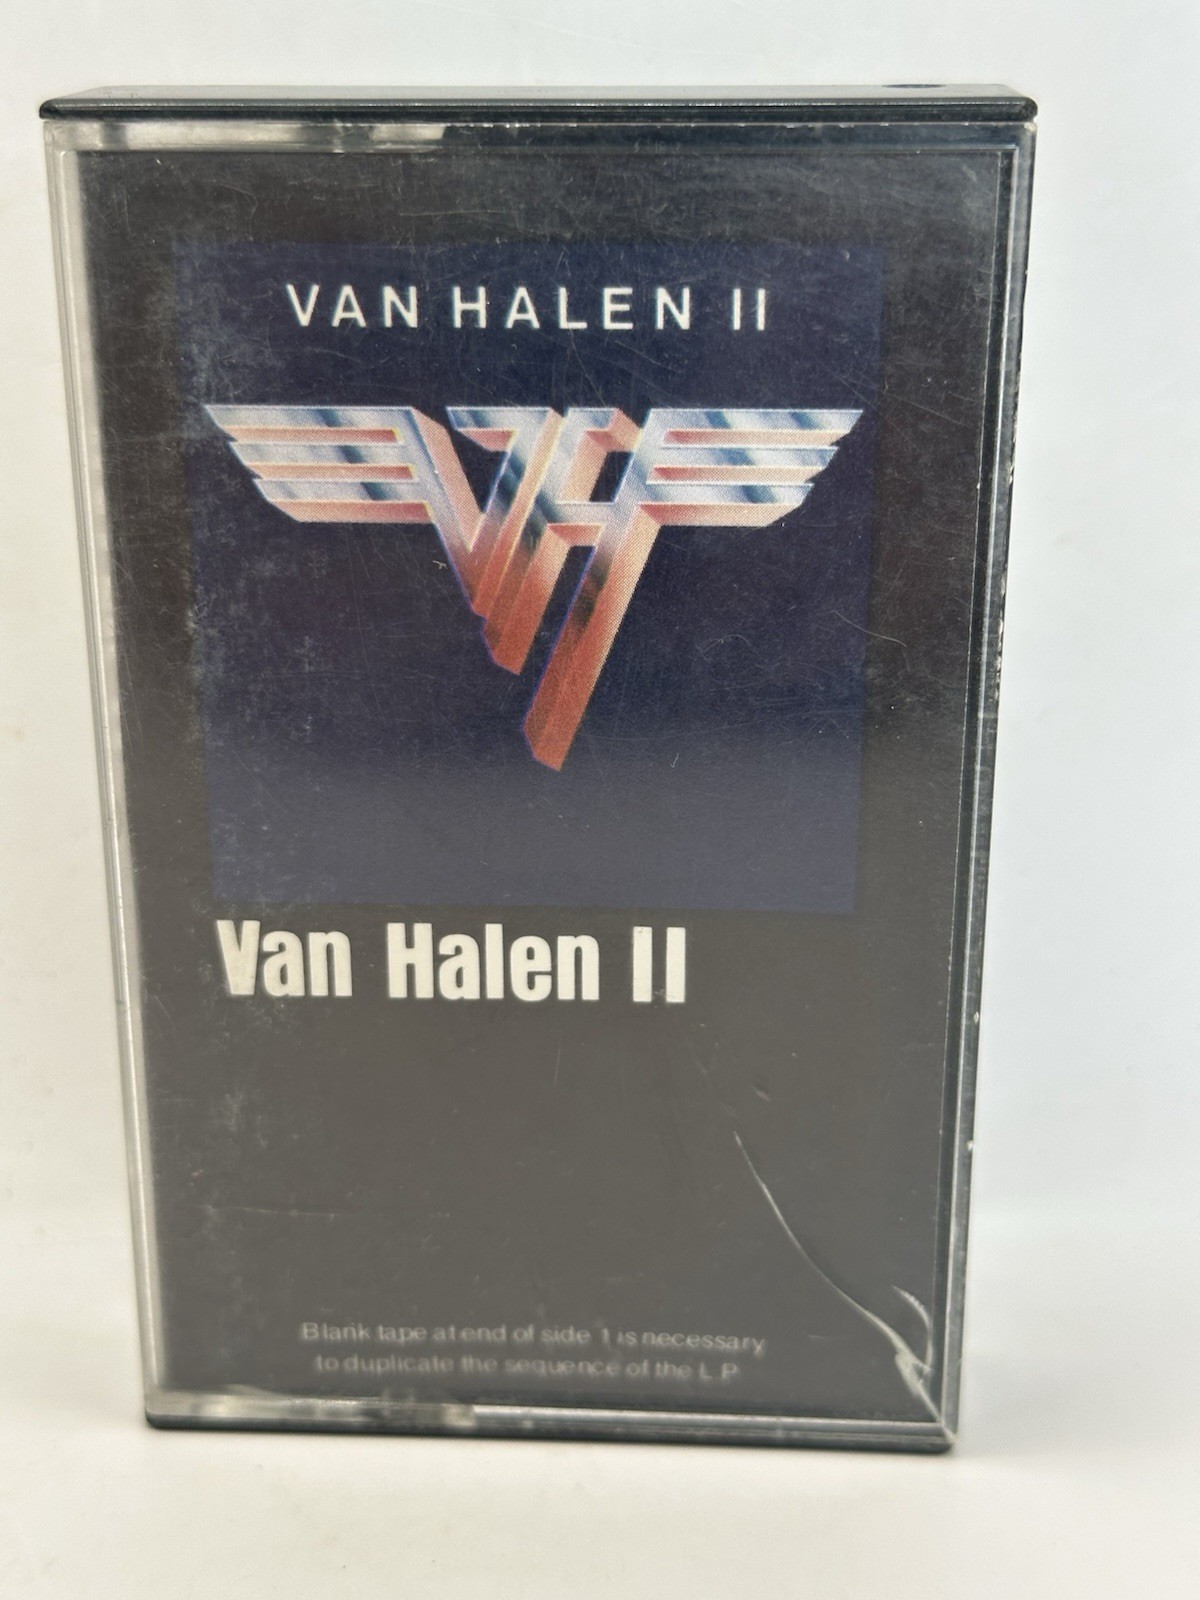 VAN HALEN II
VH
Van Halen II
Blank tape at end of side 1 is necessary
to duplicate the sequence of the L.P.